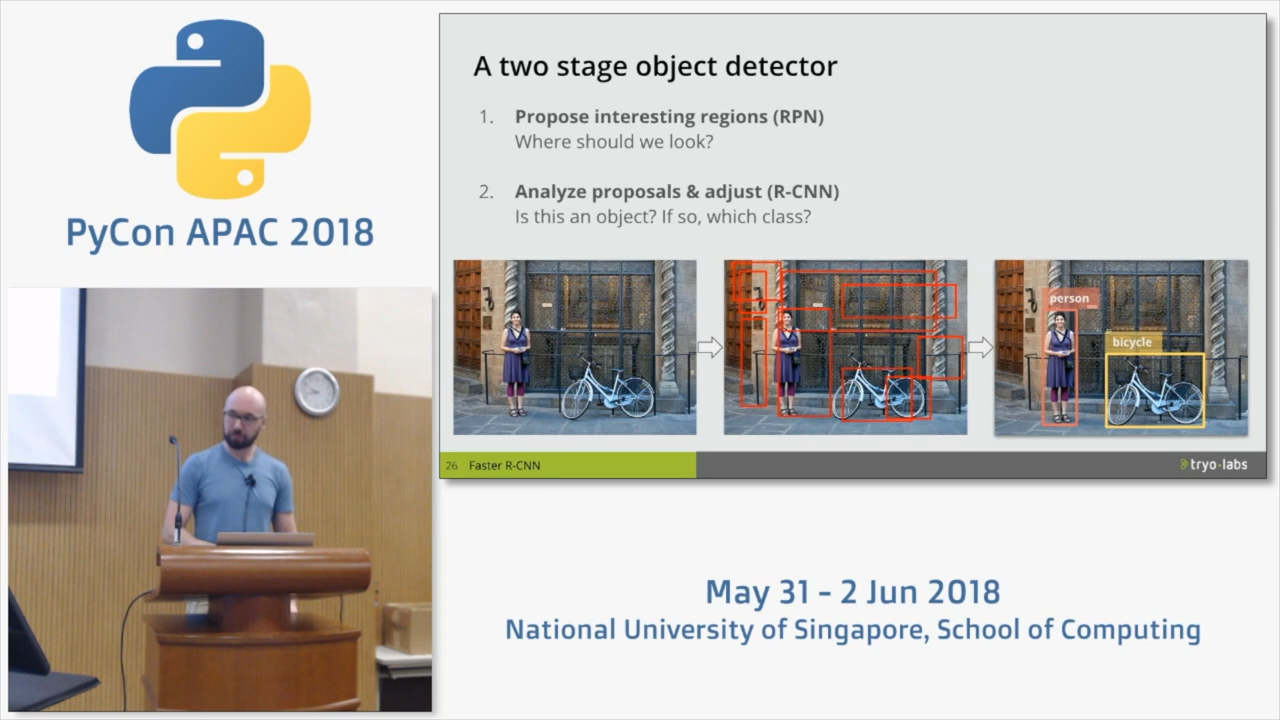 PyCon APAC 2018
A two stage object detector
1. Propose interesting regions (RPN)
Where should we look?
2. Analyze proposals & adjust (R-CNN)
Is this an object? If so, which class?
person
bicycle
26 Faster R-CNN
tryo·labs
May 31 - 2 Jun 2018
National University of Singapore, School of Computing